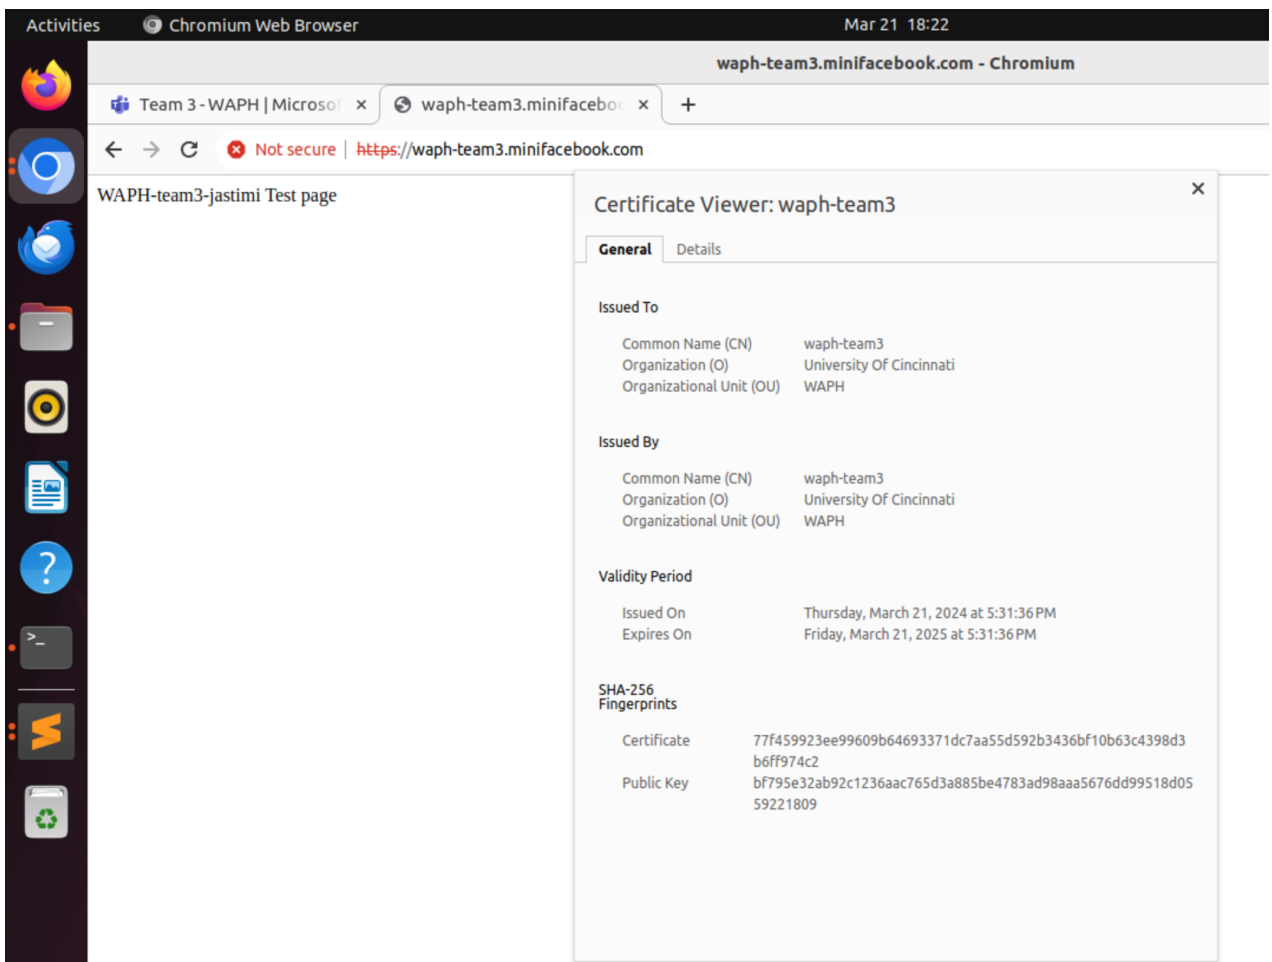 Activities Chromium Web Browser Mar 21 18:22
waph-team3.minifacebook.com - Chromium
Team 3 - WAPH | Microsof waph-team3.minifaceboo
Not secure | https://waph-team3.minifacebook.com
WAPH-team3-jastimi Test page
Certificate Viewer: waph-team3
General Details
Issued To
Common Name (CN) waph-team3
Organization (O) University Of Cincinnati
Organizational Unit (OU) WAPH
Issued By
Common Name (CN) waph-team3
Organization (O) University Of Cincinnati
Organizational Unit (OU) WAPH
Validity Period
Issued On Thursday, March 21, 2024 at 5:31:36 PM
Expires On Friday, March 21, 2025 at 5:31:36 PM
SHA-256
Fingerprints
Certificate 77f459923ee99609b64693371dc7aa55d592b3436bf10b63c4398d3
b6ff974c2
Public Key bf795e32ab92c1236aac765d3a885be4783ad98aaa5676dd99518d05
59221809